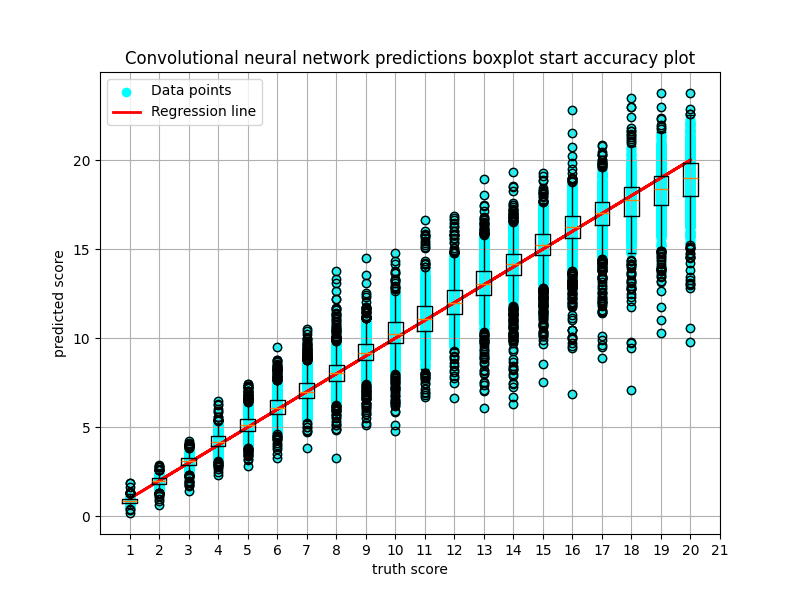 Convolutional neural network predictions boxplot start accuracy plot
Data points
Regression line
20
15
10
5
0
predicted score
1 2 3 4 5 6 7 8 9 10 11 12 13 14 15 16 17 18 19 20 21
truth score